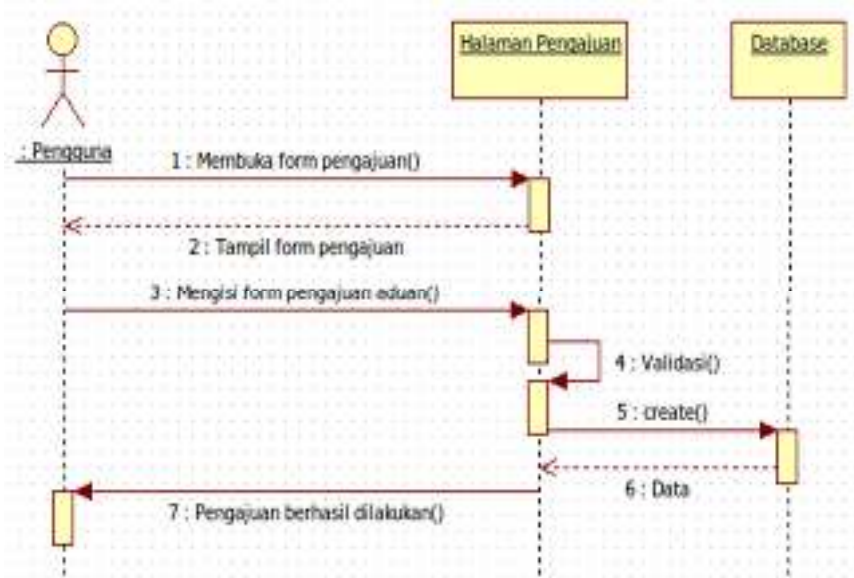 Halaman Pengajuan
Database
: Pengguna
1 : Membuka form pengajuan()
2 : Tampil form pengajuan
3 : Mengisi form pengajuan aduan()
4 : Validasi()
5 : create()
6 : Data
7 : Pengajuan berhasil dilakukan()